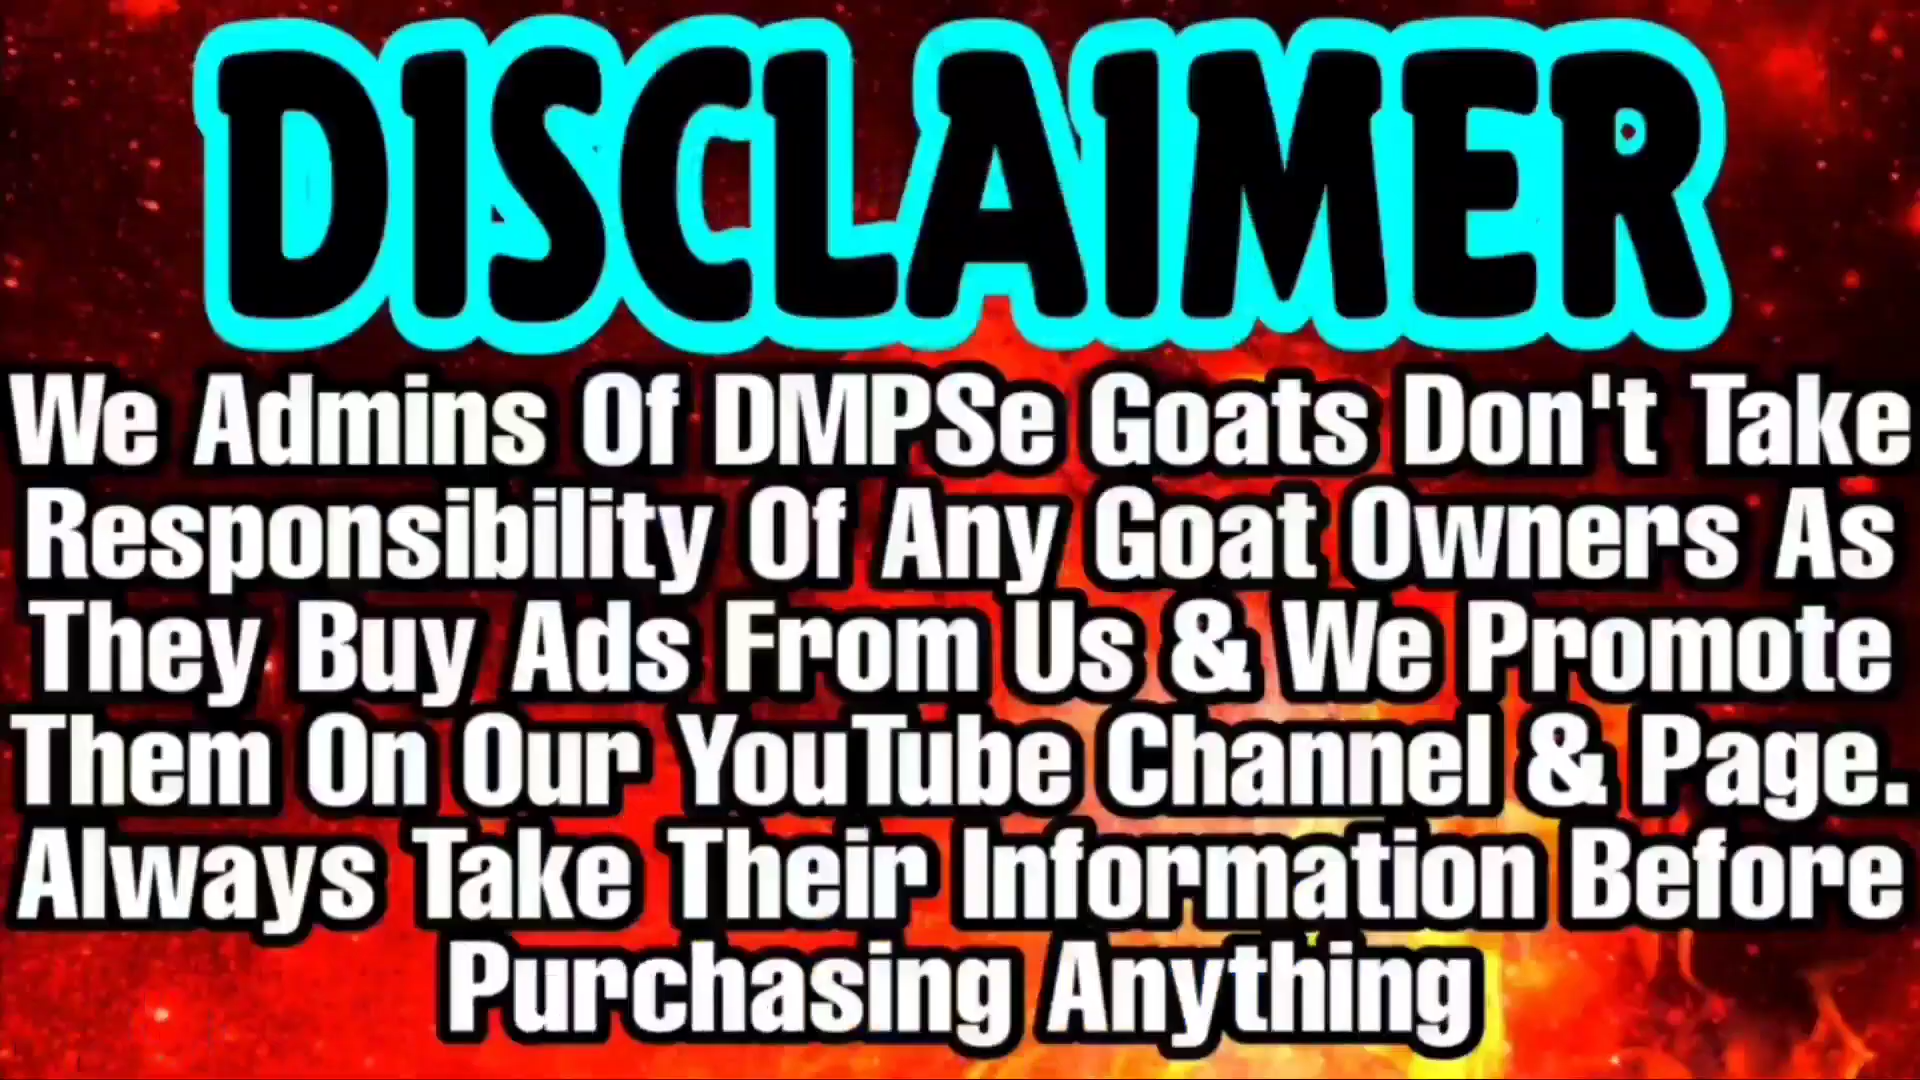 DISCLAIMER
We Admins Of DMPSe Goats Don't Take
Responsibility Of Any Goat Owners As
They Buy Ads From Us & We Promote
Them On Our YouTube Channel & Page.
Always Take Their Information Before
Purchasing Anything